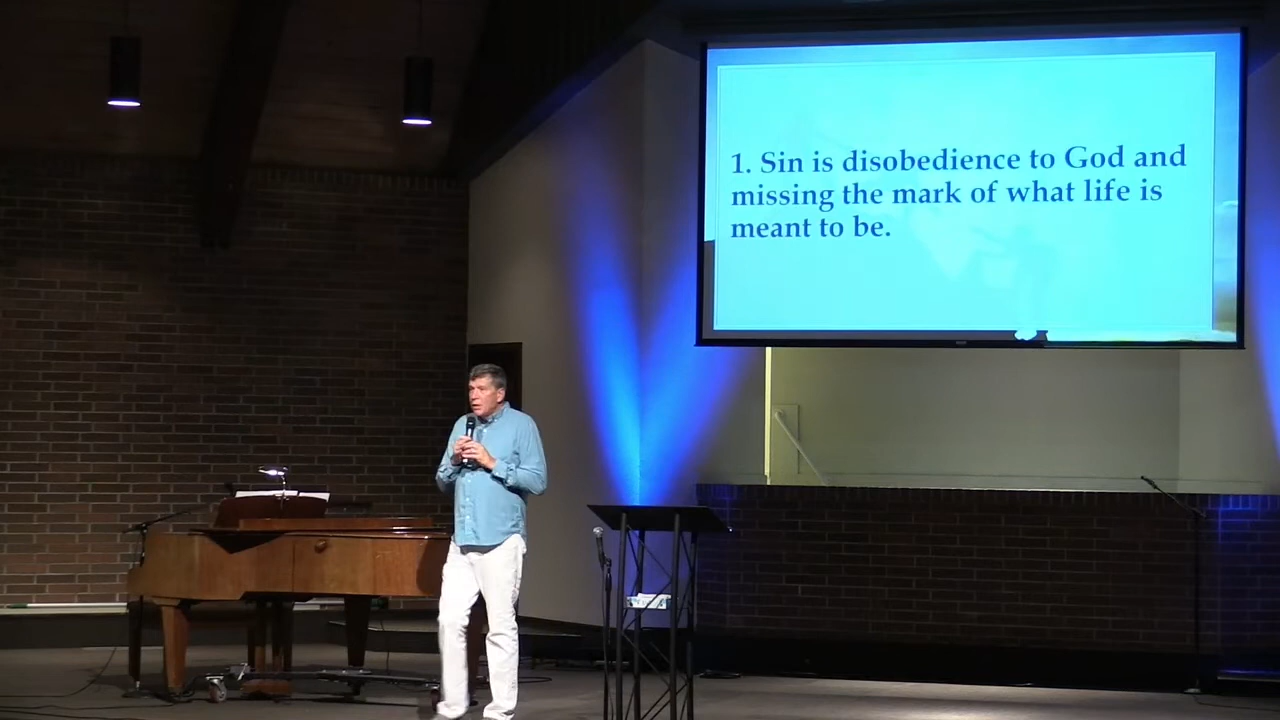 1. Sin is disobedience to God and
missing the mark of what life is
meant to be.